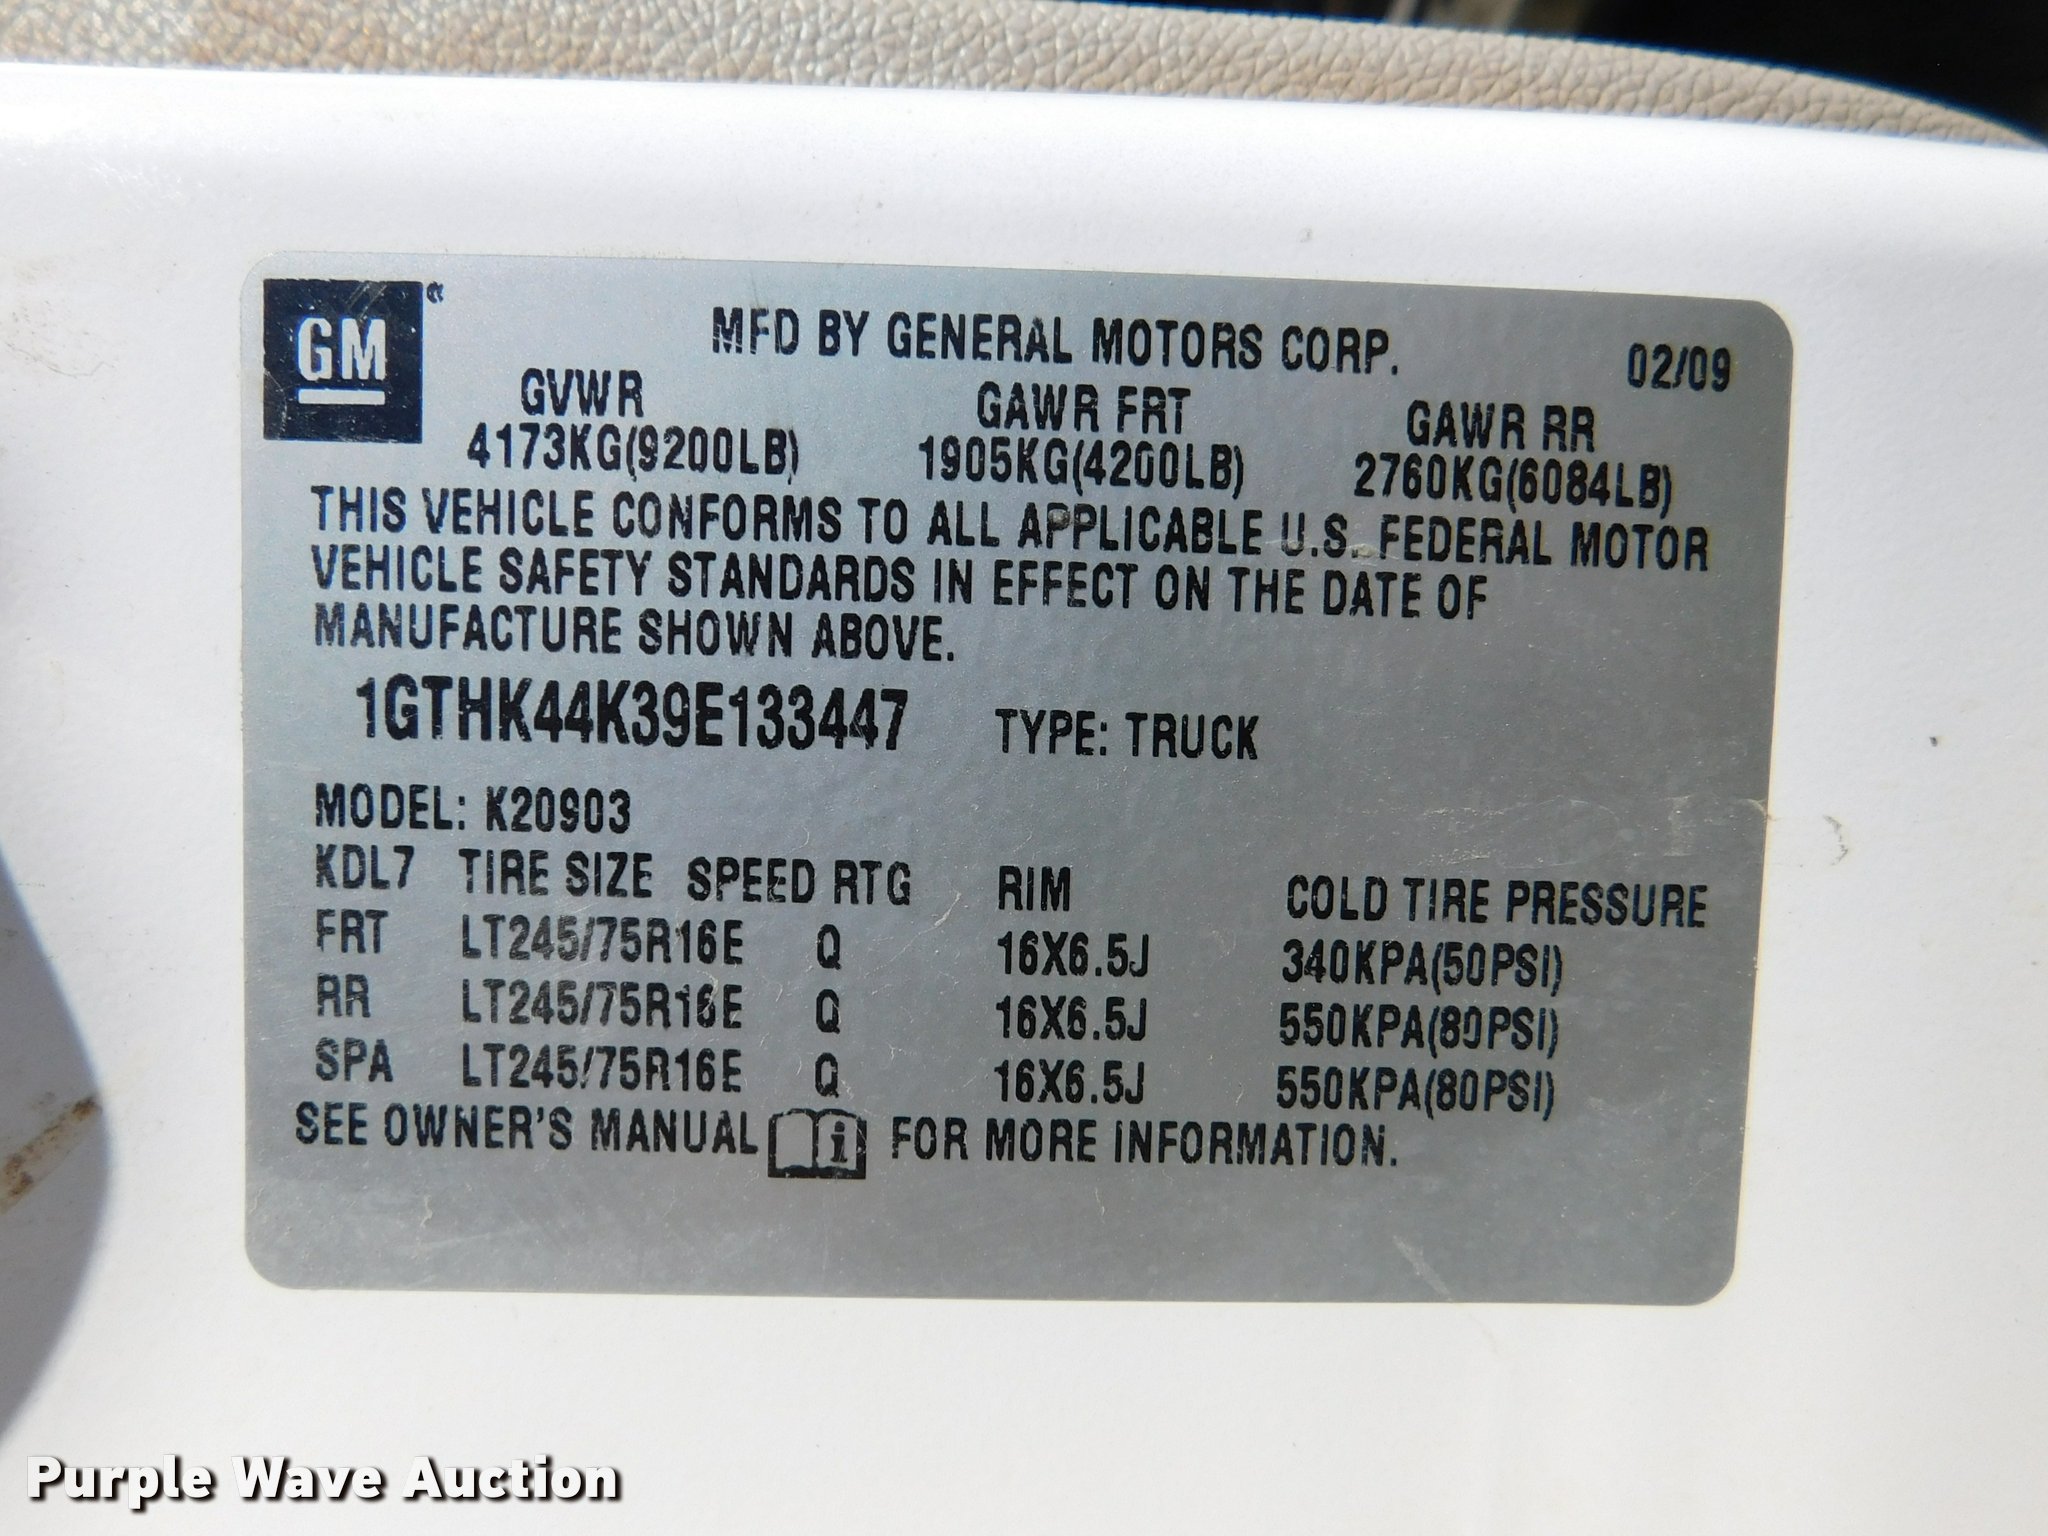 GM
MFD BY GENERAL MOTORS CORP. 02/09
GVWR GAWR FRT GAWR RR
4173KG(9200LB) 1905KG(4200LB) 2760KG(6084LB)
THIS VEHICLE CONFORMS TO ALL APPLICABLE U.S. FEDERAL MOTOR
VEHICLE SAFETY STANDARDS IN EFFECT ON THE DATE OF
MANUFACTURE SHOWN ABOVE.
1GTHK44K39E133447 TYPE: TRUCK
MODEL: K20903
KDL7 TIRE SIZE SPEED RTG RIM COLD TIRE PRESSURE
FRT LT245/75R16E Q 16X6.5J 340KPA(50PSI)
RR LT245/75R16E Q 16X6.5J 550KPA(80PSI)
SPA LT245/75R16E Q 16X6.5J 550KPA(80PSI)
SEE OWNER'S MANUAL i FOR MORE INFORMATION.
Purple Wave Auction